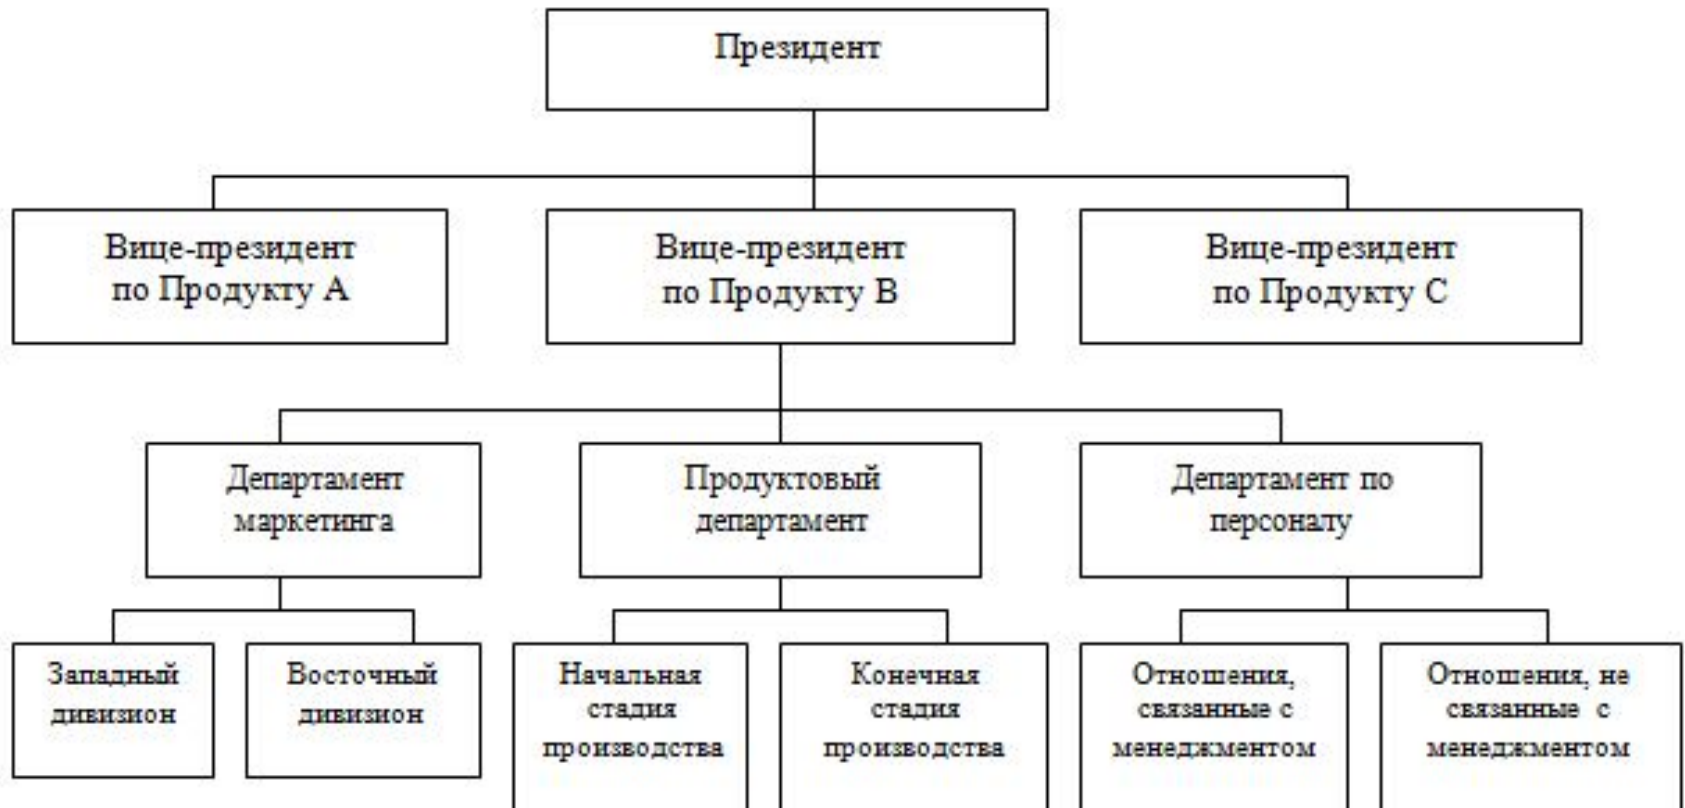 Президент
Вице-президент
по Продукту А
Вице-президент
по Продукту В
Вице-президент
по Продукту С
Департамент
маркетинга
Продуктовый
департамент
Департамент по
персоналу
Западный
дивизион
Восточный
дивизион
Начальная
стадия
производства
Конечная
стадия
производства
Отношения,
связанные с
менеджментом
Отношения, не
связанные с
менеджментом